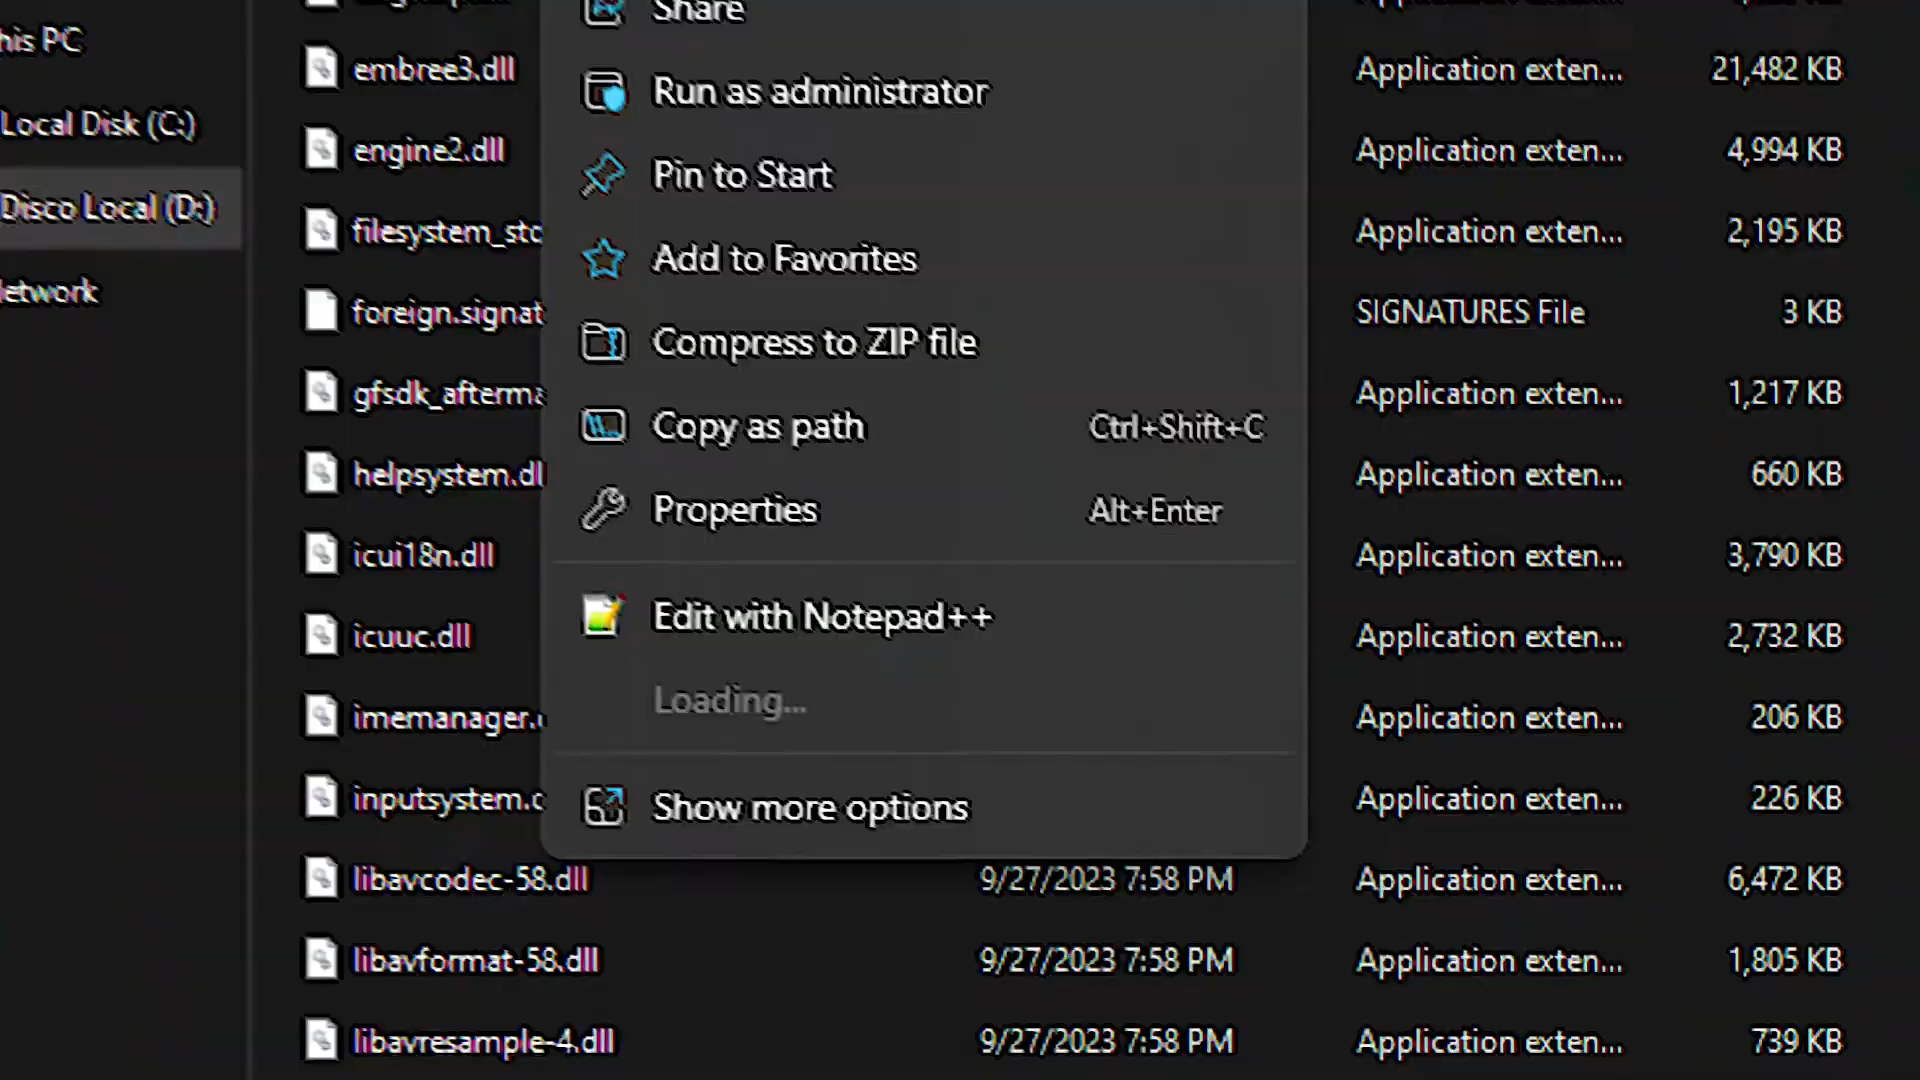 Share
his PC
embree3.dll
Application exten...
21,482 KB
Run as administrator
Local Disk (C:)
engine2.dll
Application exten...
4,994 KB
Pin to Start
Disco Local (D:)
filesystem_stc
Application exten...
2,195 KB
Add to Favorites
etwork
foreign.signat
SIGNATURES File
3 KB
Compress to ZIP file
gfsdk_afterma
Application exten...
1,217 KB
Copy as path
Ctrl+Shift+C
helpsystem.dl
Application exten...
660 KB
Properties
Alt+Enter
icui18n.dll
Application exten...
3,790 KB
Edit with Notepad++
icuuc.dll
Application exten...
2,732 KB
Loading...
imemanager.
Application exten...
206 KB
inputsystem.c
Application exten...
226 KB
Show more options
libavcodec-58.dll
9/27/2023 7:58 PM
Application exten...
6,472 KB
libavformat-58.dll
9/27/2023 7:58 PM
Application exten...
1,805 KB
libavresample-4.dll
9/27/2023 7:58 PM
Application exten...
739 KB